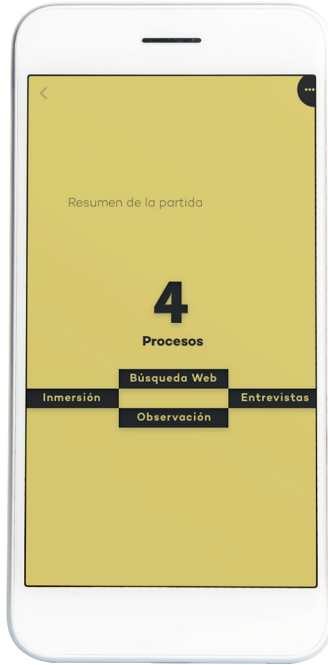 Resumen de la partida
4
Procesos
Búsqueda Web
Inmersión
Entrevistas
Observación